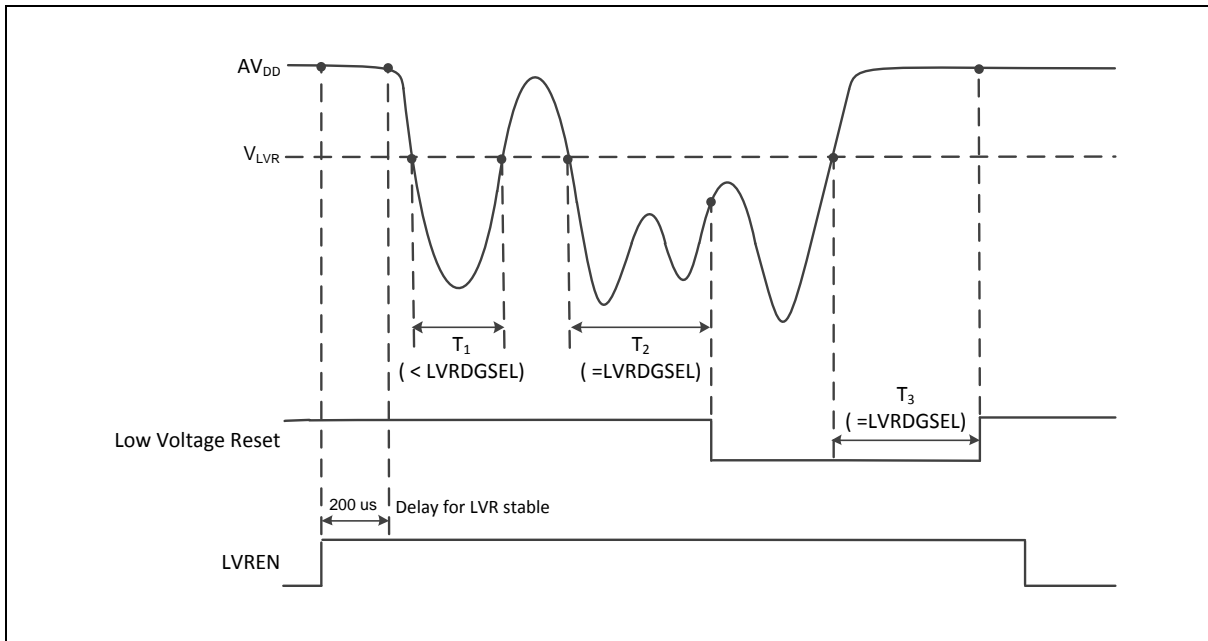 AVDD
VLVR
T1
( < LVRDGSEL)
T2
( =LVRDGSEL)
T3
( =LVRDGSEL)
Low Voltage Reset
200 us
Delay for LVR stable
LVREN